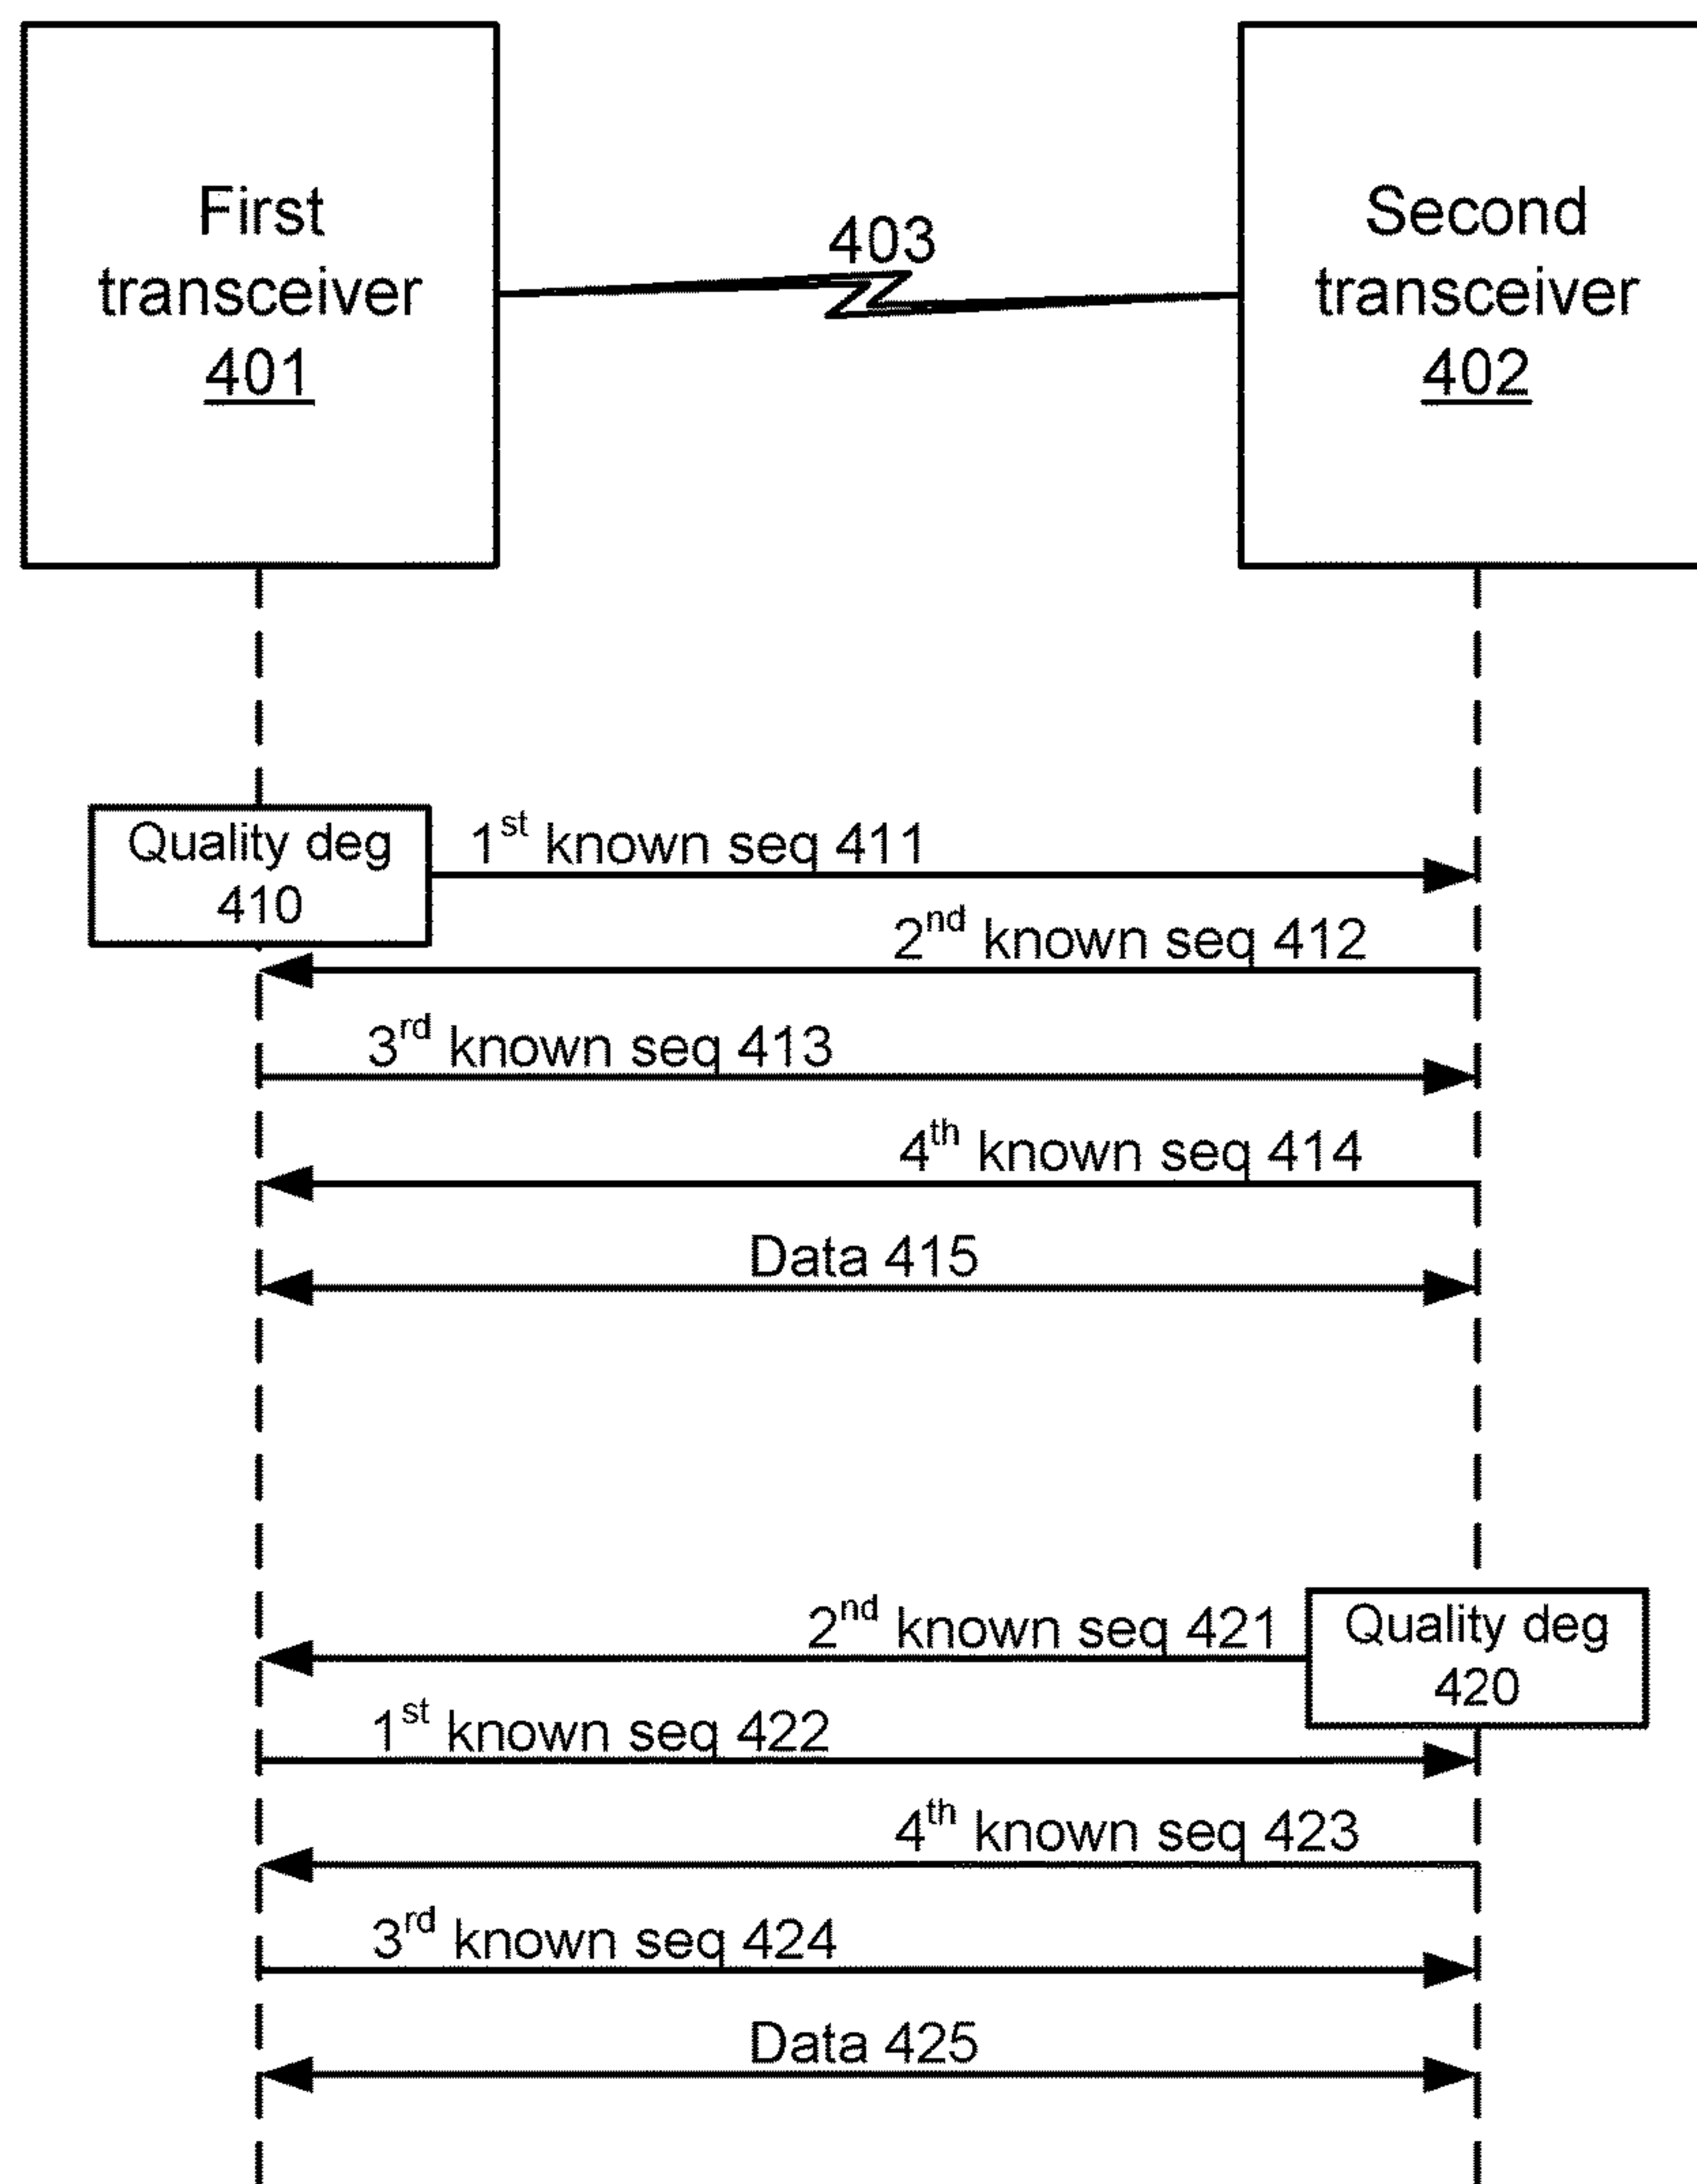 First
transceiver
401
403
Second
transceiver
402
Quality deg
410
1st known seq 411
2nd known seq 412
3rd known seq 413
4th known seq 414
Data 415
2nd known seq 421
Quality deg
420
1st known seq 422
4th known seq 423
3rd known seq 424
Data 425